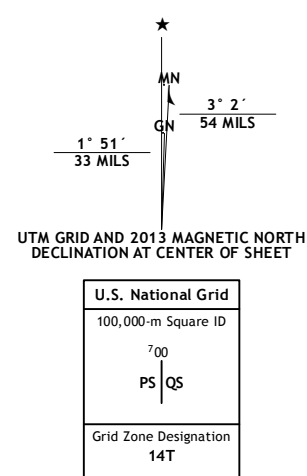 ★
MN
GN
3° 2´
54 MILS
1° 51´
33 MILS
UTM GRID AND 2013 MAGNETIC NORTH
DECLINATION AT CENTER OF SHEET
U.S. National Grid
100,000-m Square ID
⁷00
PS QS
Grid Zone Designation
14T